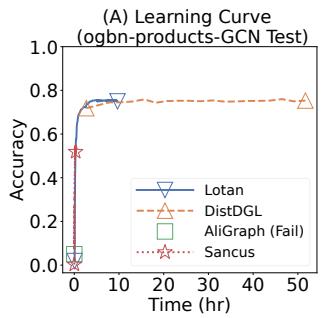 (A) Learning Curve
(ogbn-products-GCN Test)
Accuracy
1.0
0.8
0.6
0.4
0.2
0.0
Lotan
DistDGL
AliGraph (Fail)
Sancus
0 10 20 30 40 50
Time (hr)